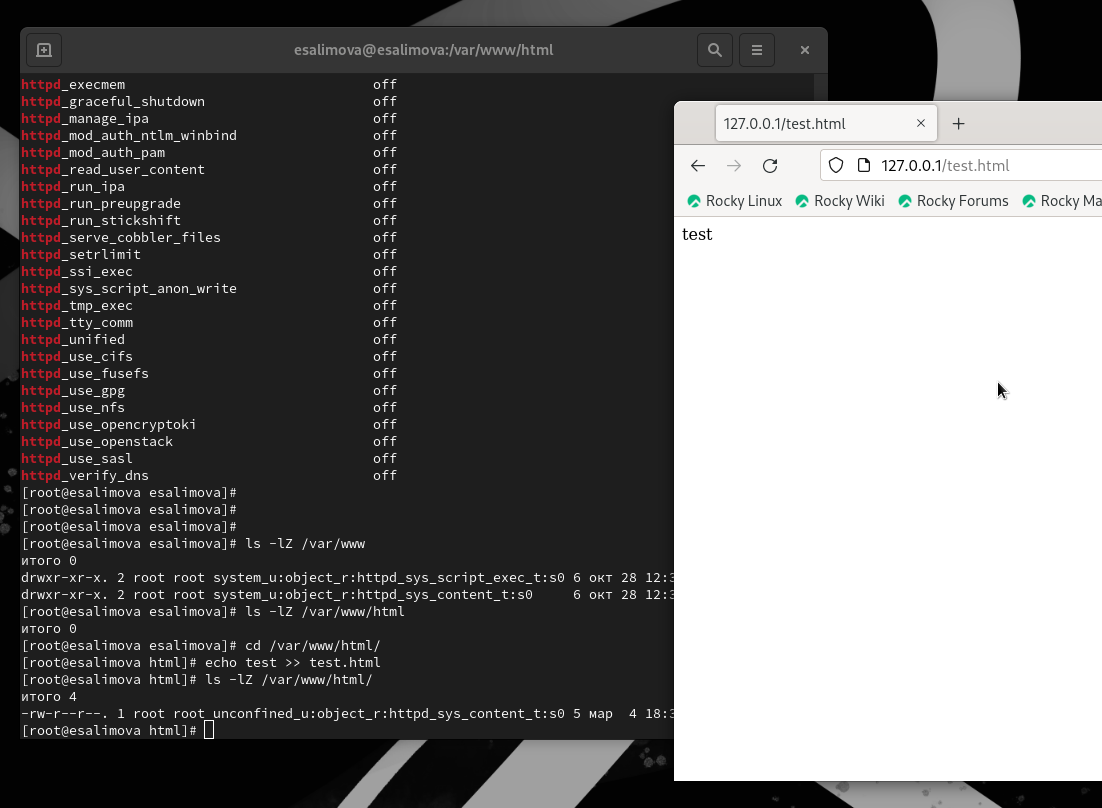 esalimova@esalimova:/var/www/html
httpd_execmem off
httpd_graceful_shutdown off
httpd_manage_ipa off
httpd_mod_auth_ntlm_winbind off
httpd_mod_auth_pam off
httpd_read_user_content off
httpd_run_ipa off
httpd_run_preupgrade off
httpd_run_stickshift off
httpd_serve_cobbler_files off
httpd_setrlimit off
httpd_ssi_exec off
httpd_sys_script_anon_write off
httpd_tmp_exec off
httpd_tty_comm off
httpd_unified off
httpd_use_cifs off
httpd_use_fusefs off
httpd_use_gpg off
httpd_use_nfs off
httpd_use_opencryptoki off
httpd_use_openstack off
httpd_use_sasl off
httpd_verify_dns off
[root@esalimova esalimova]#
[root@esalimova esalimova]#
[root@esalimova esalimova]#
[root@esalimova esalimova]# ls -lZ /var/www
итого 0
drwxr-xr-x. 2 root root system_u:object_r:httpd_sys_script_exec_t:s0 6 окт 28 12:3
drwxr-xr-x. 2 root root system_u:object_r:httpd_sys_content_t:s0 6 окт 28 12:3
[root@esalimova esalimova]# ls -lZ /var/www/html
итого 0
[root@esalimova esalimova]# cd /var/www/html/
[root@esalimova html]# echo test >> test.html
[root@esalimova html]# ls -lZ /var/www/html/
итого 4
-rw-r--r--. 1 root root unconfined_u:object_r:httpd_sys_content_t:s0 5 мар 4 18:3
[root@esalimova html]#
127.0.0.1/test.html
127.0.0.1/test.html
Rocky Linux Rocky Wiki Rocky Forums Rocky Ma
test